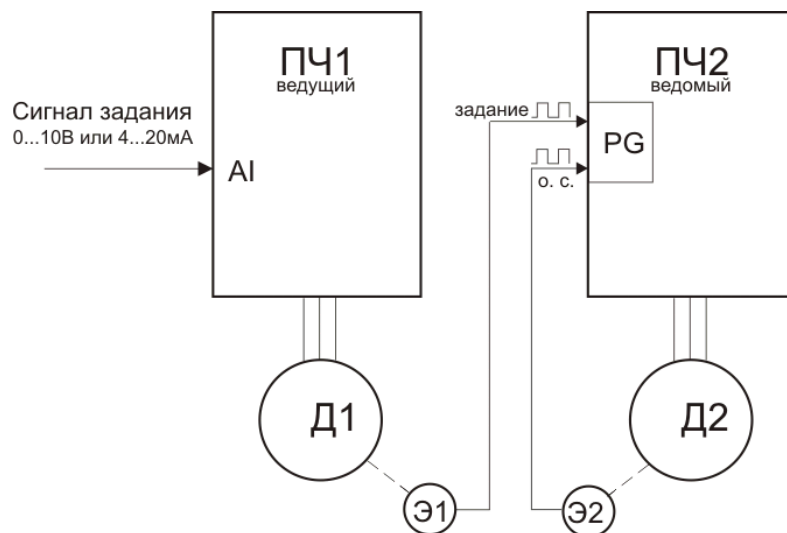 ПЧ1
ведущий
ПЧ2
ведомый
Сигнал задания
0...10В или 4...20мА
AI
задание
PG
о. с.
Д1
Д2
Э1
Э2